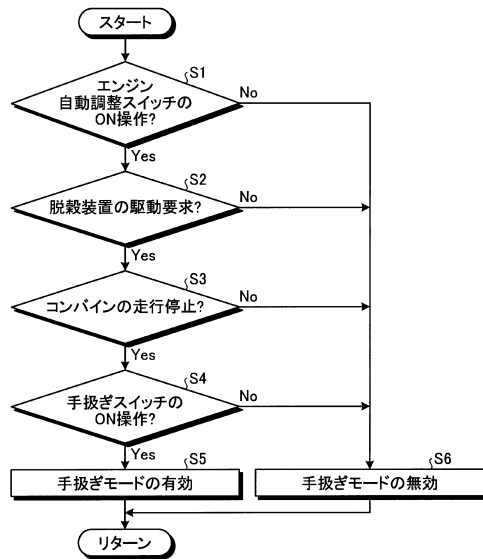 スタート
S1
エンジン
自動調整スイッチの
ON操作?
No
Yes
S2
脱穀装置の駆動要求?
No
Yes
S3
コンバインの走行停止?
No
Yes
S4
手扱ぎスイッチの
ON操作?
No
Yes
S5
手扱ぎモードの有効
S6
手扱ぎモードの無効
リターン